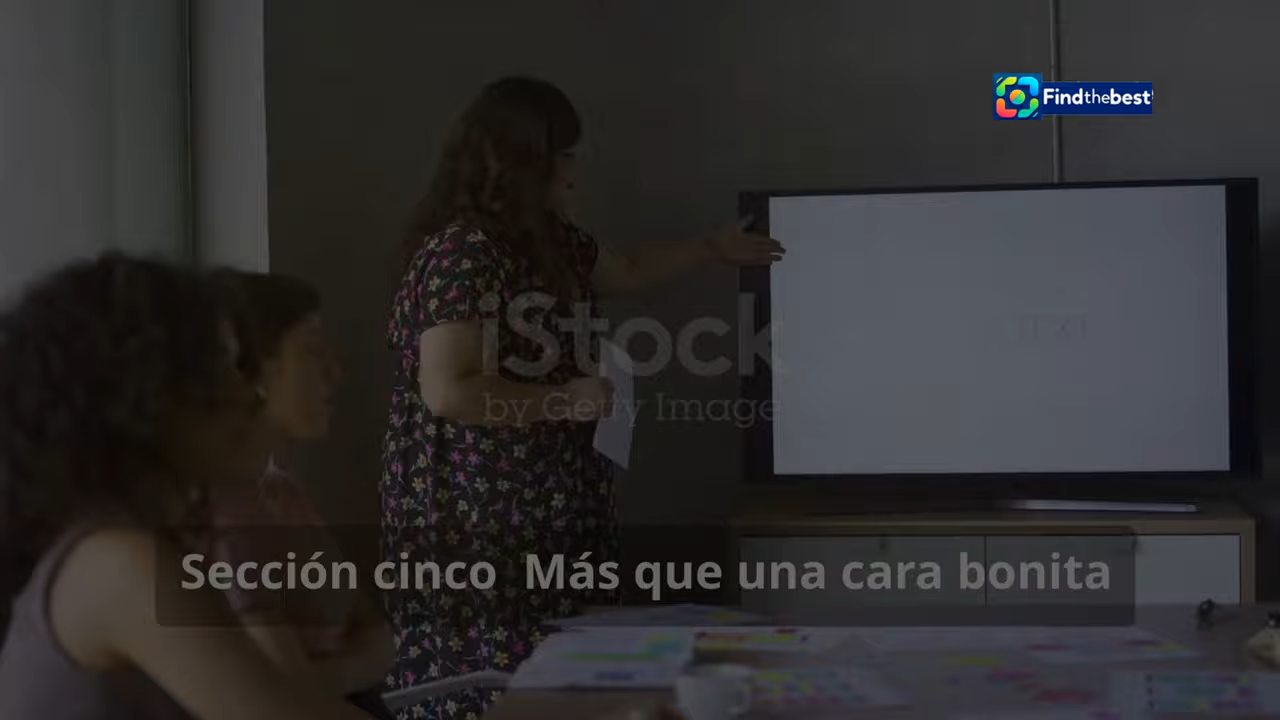 Findthebest
iStock
by Getty Images
Sección cinco Más que una cara bonita